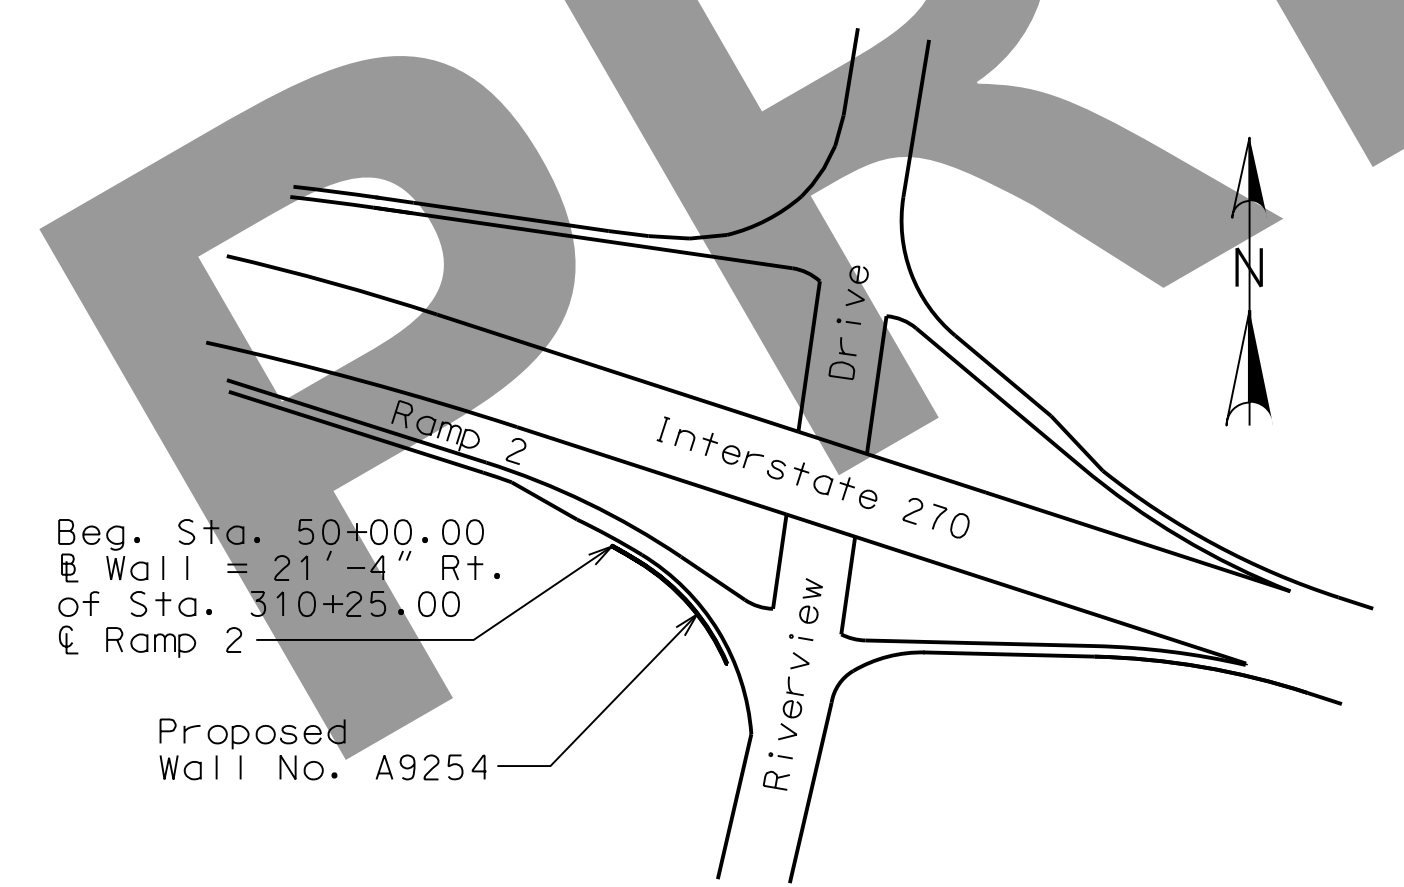 Drive
N
Ramp 2
Interstate 270
Beg. Sta. 50+00.00
℄ Wall = 21'-4" Rt.
of Sta. 310+25.00
℄ Ramp 2
Riverview
Proposed
Wall No. A9254